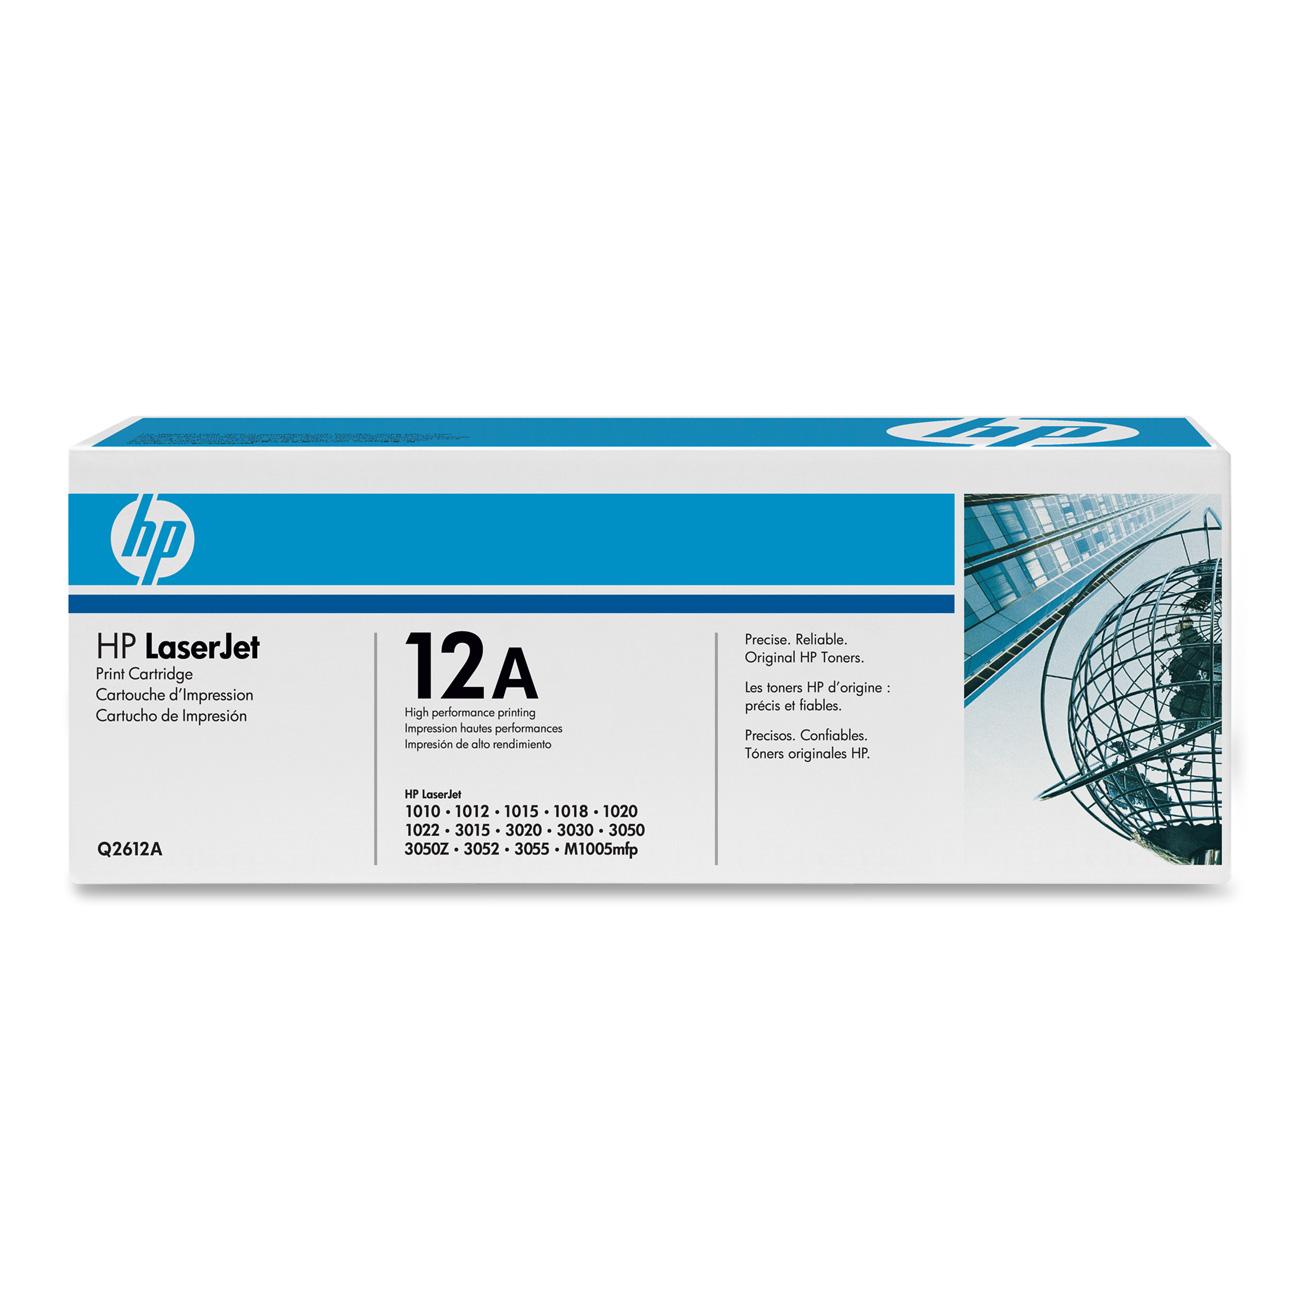 hp
hp
HP LaserJet
Print Cartridge
Cartouche d'Impression
Cartucho de Impresión
Q2612A
12A
High performance printing
Impression hautes performances
Impresión de alto rendimiento
HP LaserJet
1010 • 1012 • 1015 • 1018 • 1020
1022 • 3015 • 3020 • 3030 • 3050
3050Z • 3052 • 3055 • M1005mfp
Precise. Reliable.
Original HP Toners.
Les toners HP d'origine :
précis et fiables.
Precisos. Confiables.
Tóners originales HP.